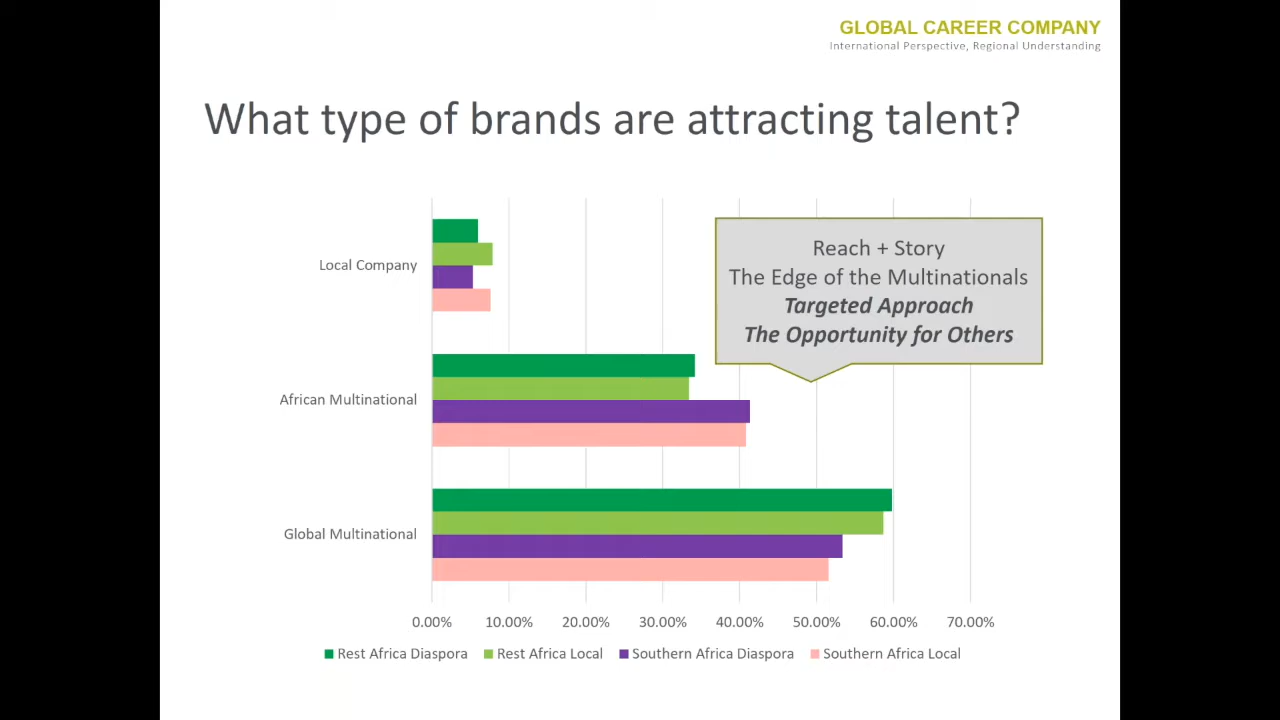 GLOBAL CAREER COMPANY
International Perspective, Regional Understanding
What type of brands are attracting talent?
Local Company
African Multinational
Global Multinational
Reach + Story
The Edge of the Multinationals
Targeted Approach
The Opportunity for Others
0.00% 10.00% 20.00% 30.00% 40.00% 50.00% 60.00% 70.00%
Rest Africa Diaspora Rest Africa Local Southern Africa Diaspora Southern Africa Local